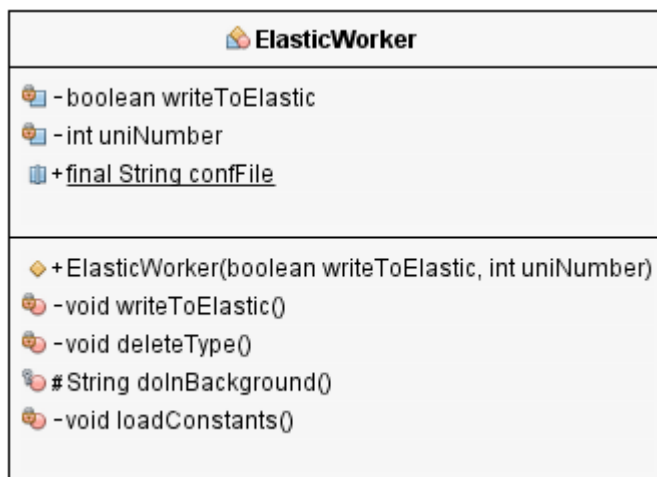 ElasticWorker
-boolean writeToElastic
-int uniNumber
+final String confFile
+ElasticWorker(boolean writeToElastic, int uniNumber)
-void writeToElastic()
-void deleteType()
#String doInBackground()
-void loadConstants()